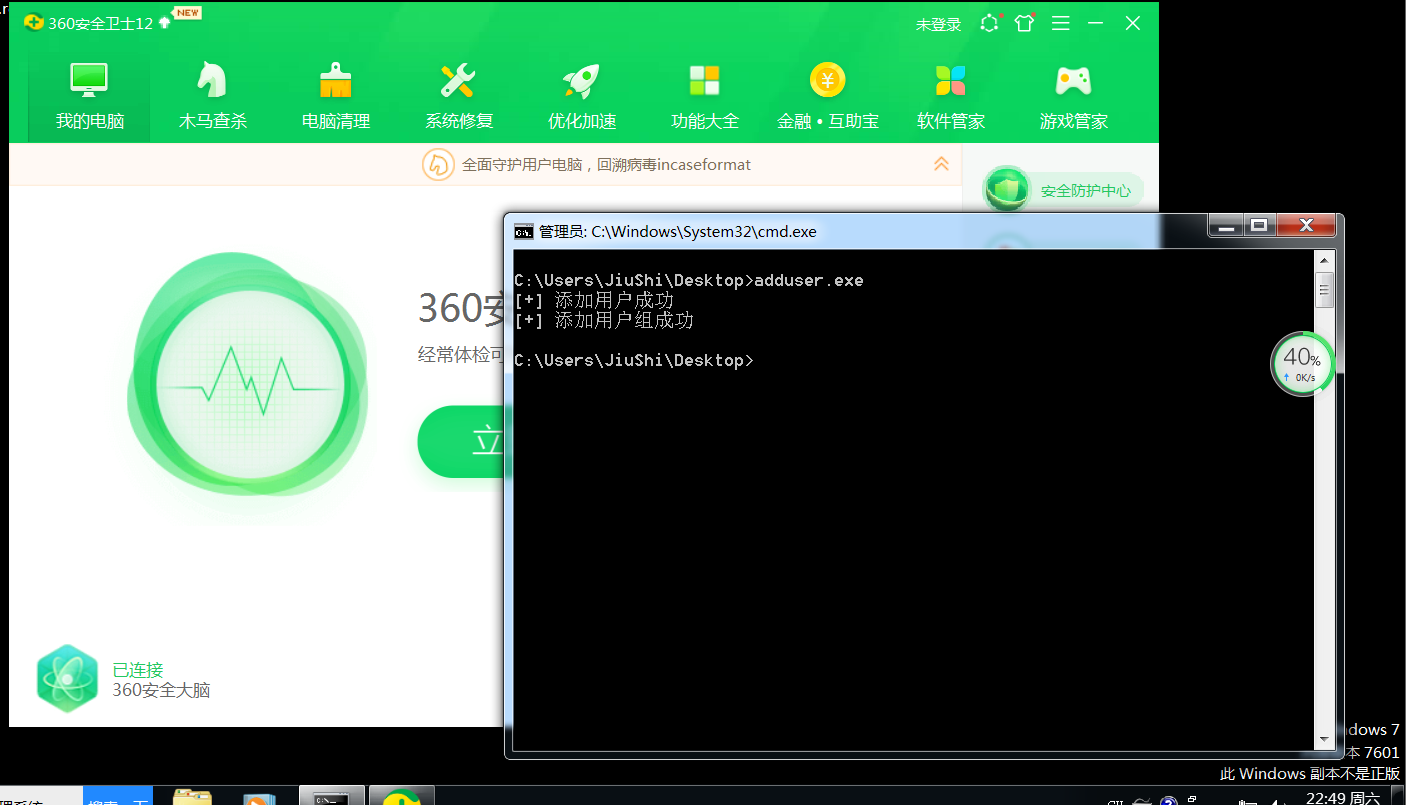 360安全卫士12
NEW
未登录
我的电脑
木马查杀
电脑清理
系统修复
优化加速
功能大全
金融•互助宝
软件管家
游戏管家
全面守护用户电脑，回溯病毒incaseformat
安全防护中心
管理员: C:\Windows\System32\cmd.exe
C:\Users\JiuShi\Desktop>adduser.exe
[+] 添加用户成功
[+] 添加用户组成功
C:\Users\JiuShi\Desktop>
360安
经常体检可
立
40%
0K/s
已连接
360安全大脑
dows 7
本 7601
此 Windows 副本不是正版
22:49 周六